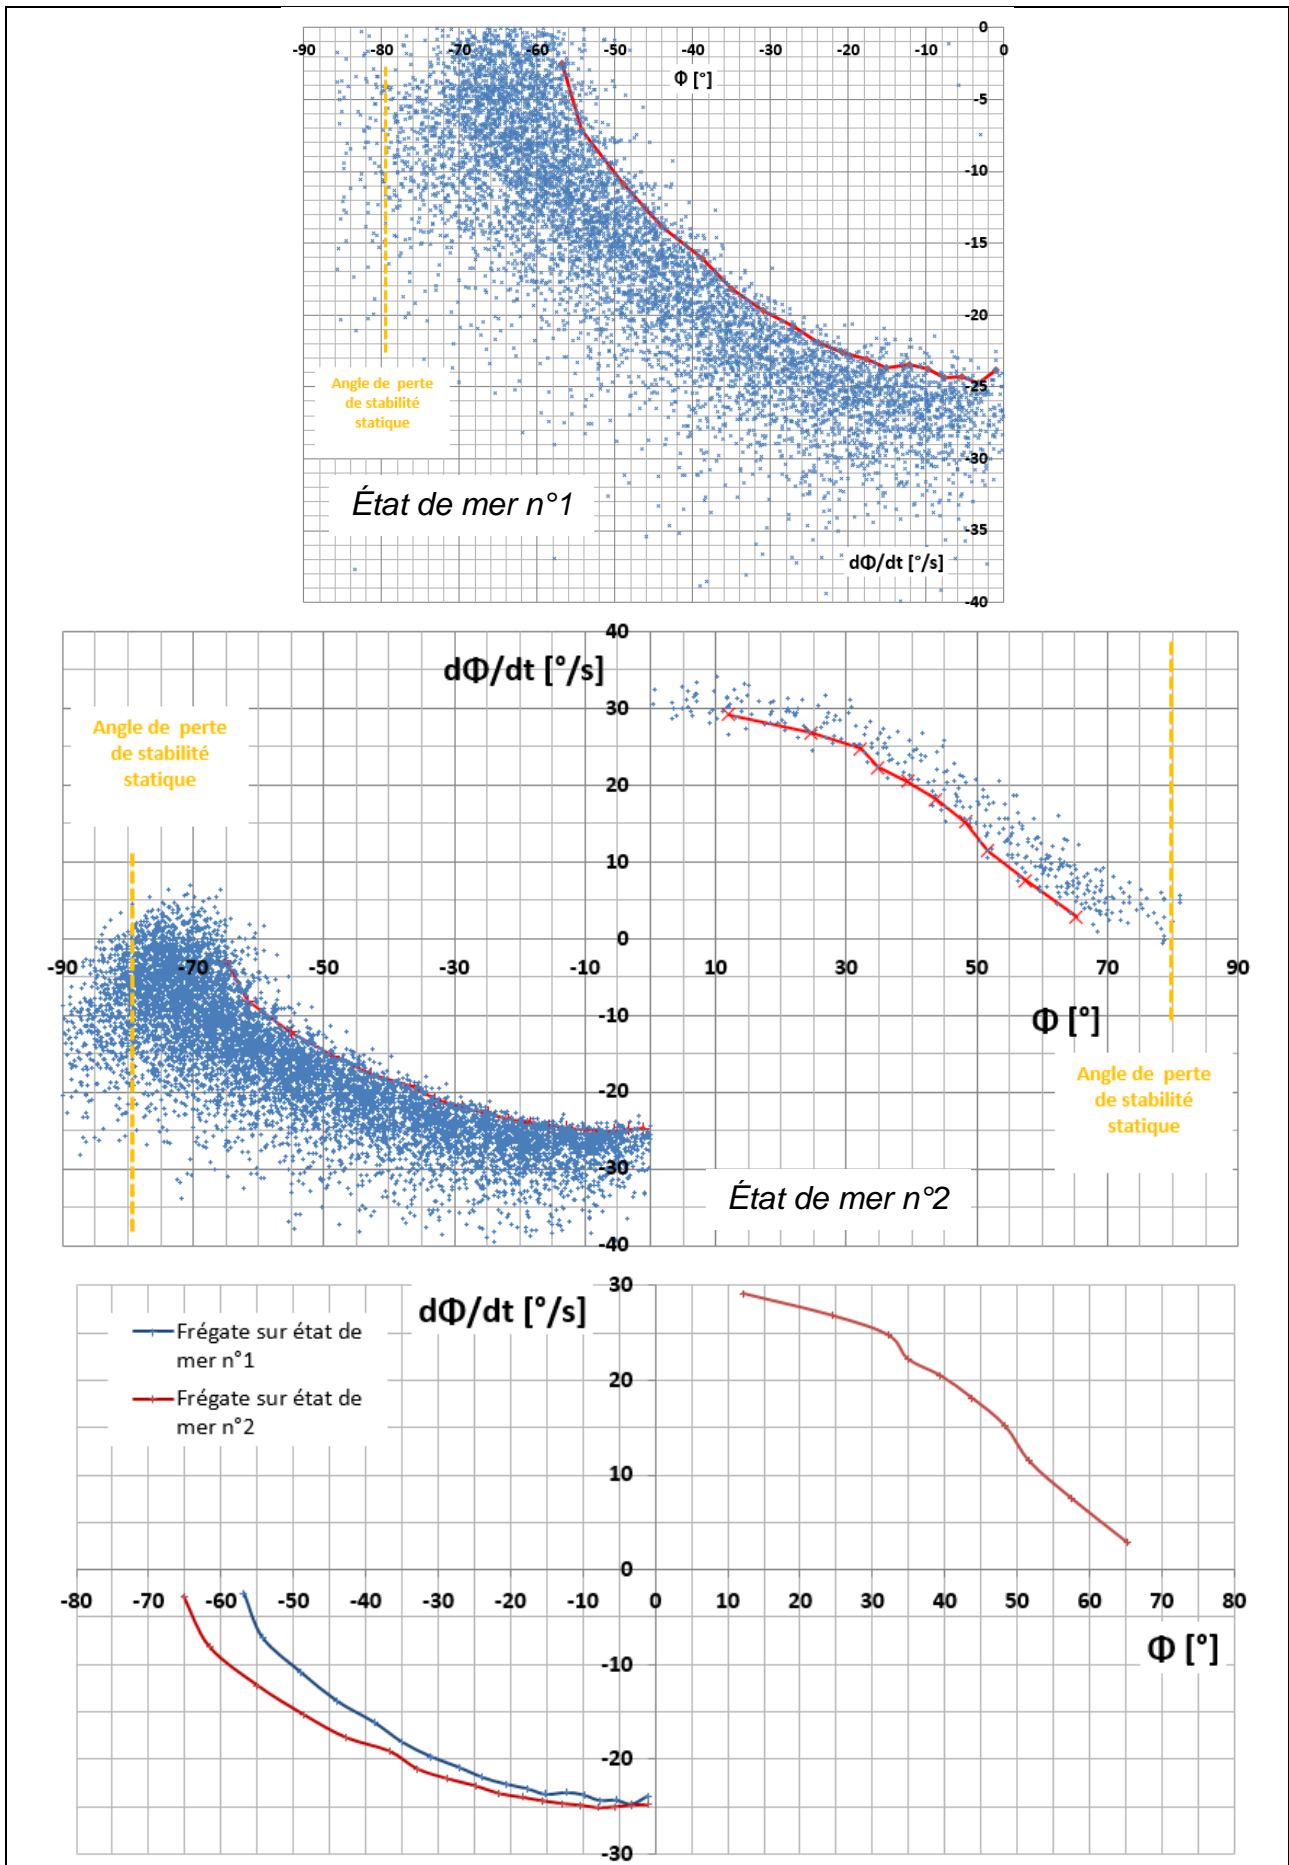 -90 -80 -70 -60 -50 -40 -30 -20 -10 0
0
Φ [°]
-5
-10
-15
-20
-25
-30
-35
-40
Angle de perte
de stabilité
statique
État de mer n°1
dΦ/dt [°/s]
40
dΦ/dt [°/s]
30
20
10
0
Angle de perte
de stabilité
statique
-90 -70 -50 -30 -10 10 30 50 70 90
-10
Φ [°]
-20
-30
-40
Angle de perte
de stabilité
statique
État de mer n°2
30
dΦ/dt [°/s]
Frégate sur état de
mer n°1
Frégate sur état de
mer n°2
20
10
0
-80 -70 -60 -50 -40 -30 -20 -10 0 10 20 30 40 50 60 70 80
Φ [°]
-10
-20
-30